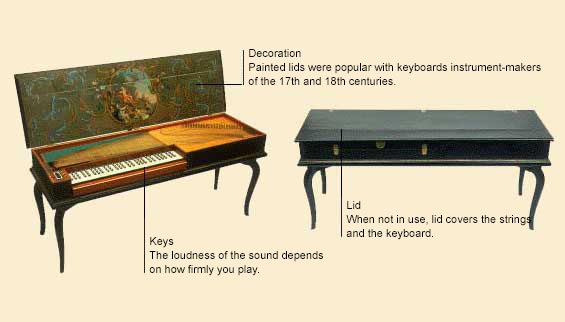 Decoration
Painted lids were popular with keyboards instrument-makers
of the 17th and 18th centuries.
Lid
When not in use, lid covers the strings
and the keyboard.
Keys
The loudness of the sound depends
on how firmly you play.